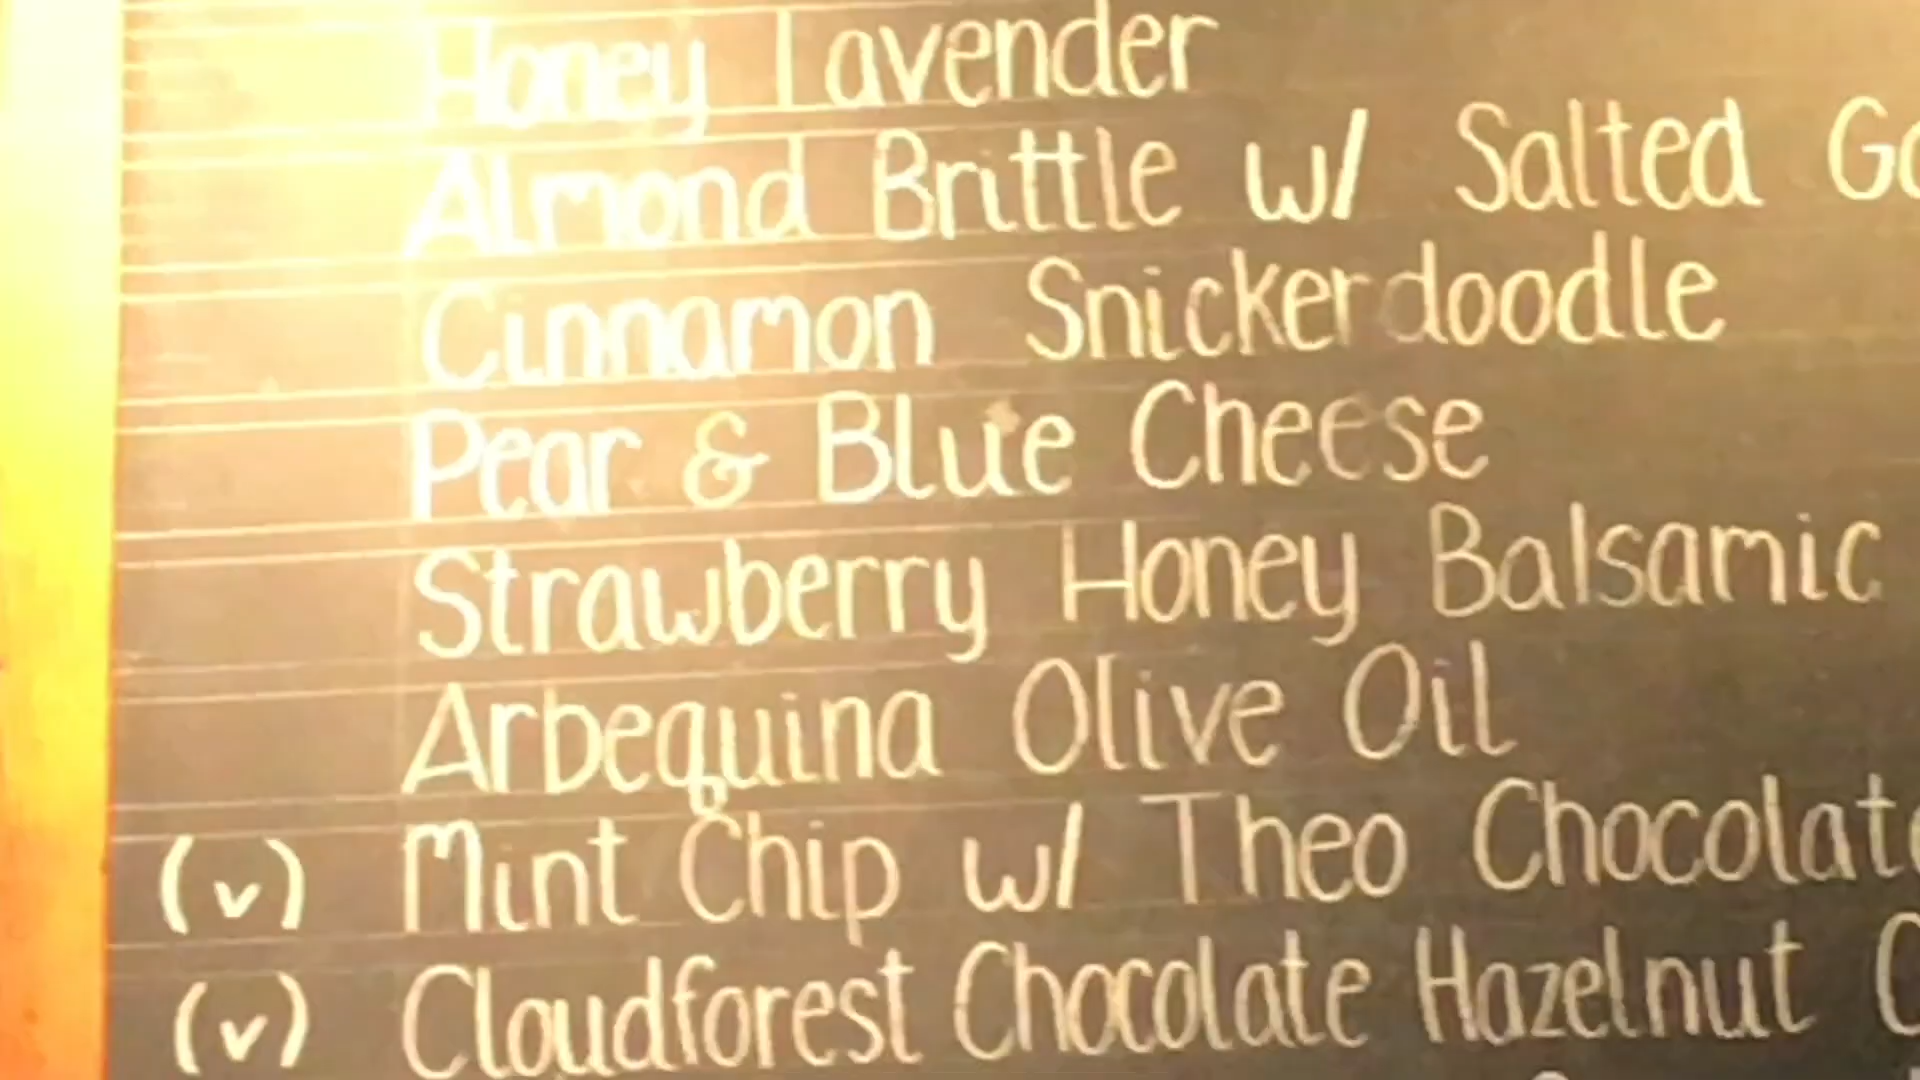 Honey Lavender
Almond Brittle w/ Salted
Cinnamon Snickerdoodle
Pear & Blue Cheese
Strawberry Honey Balsamic
Arbequina Olive Oil
(v) Mint Chip w/ Theo Chocolate
(v) Cloudforest Chocolate Hazelnut